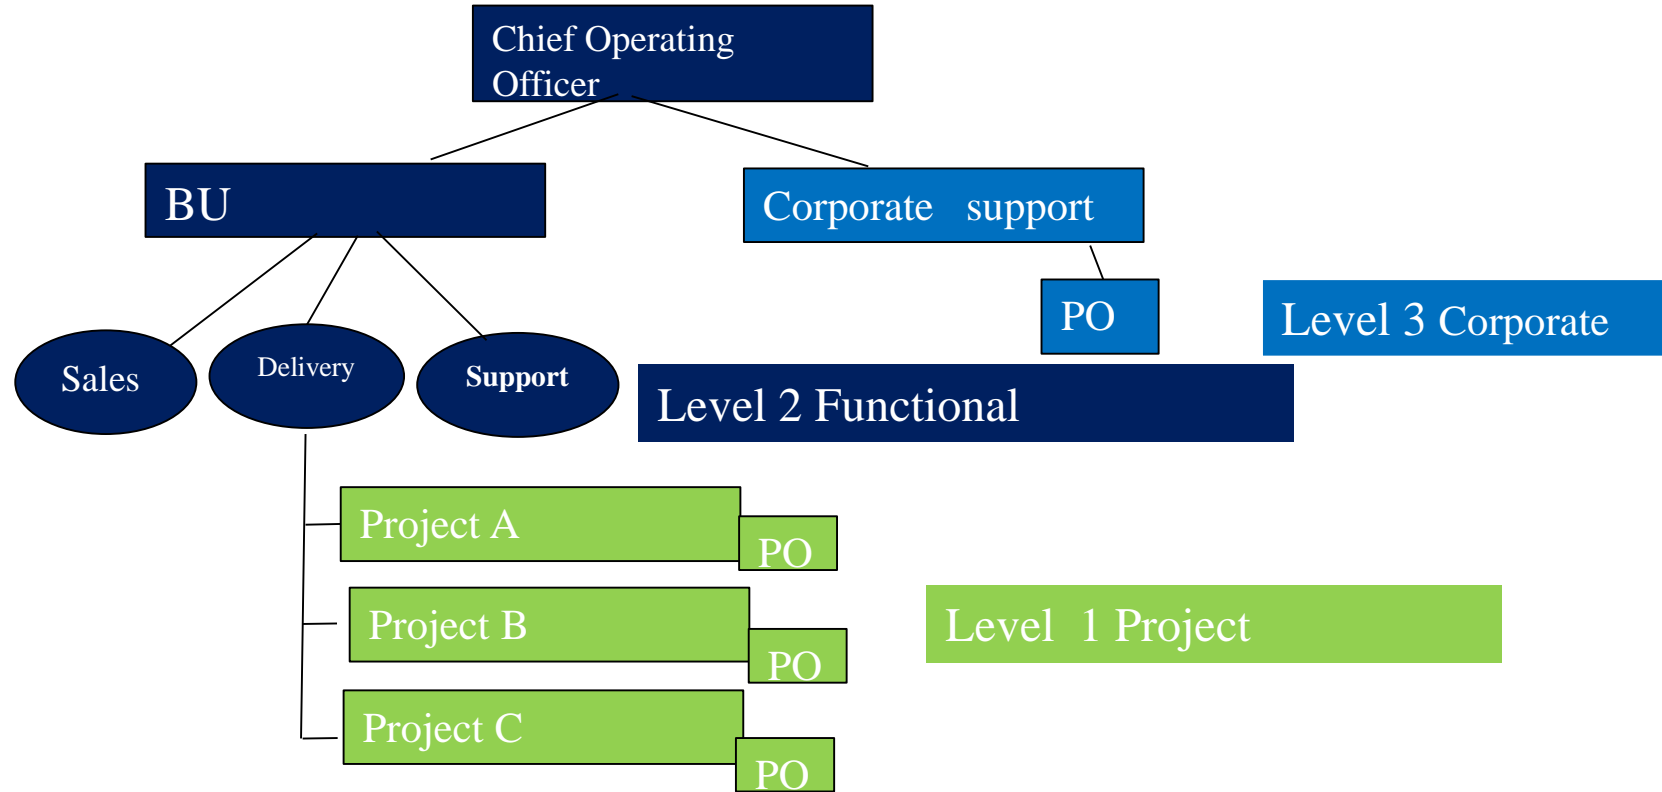 Chief Operating
Officer
BU
Corporate support
PO
Level 3 Corporate
Sales
Delivery
Support
Level 2 Functional
Project A
PO
Project B
PO
Level 1 Project
Project C
PO